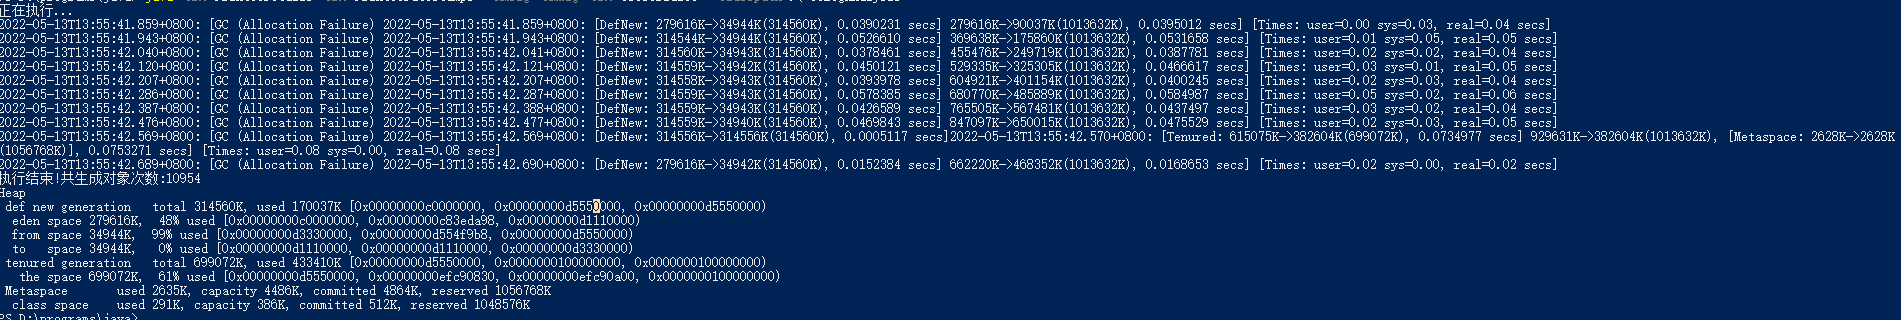 正在执行...
2022-05-13T13:55:41.859+0800: [GC (Allocation Failure) 2022-05-13T13:55:41.859+0800: [DefNew: 279616K->34944K(314560K), 0.0390231 secs] 279616K->90037K(1013632K), 0.0395012 secs] [Times: user=0.00 sys=0.03, real=0.04 secs]
2022-05-13T13:55:41.943+0800: [GC (Allocation Failure) 2022-05-13T13:55:41.943+0800: [DefNew: 314544K->34944K(314560K), 0.0526610 secs] 369638K->175860K(1013632K), 0.0531658 secs] [Times: user=0.01 sys=0.05, real=0.05 secs]
2022-05-13T13:55:42.040+0800: [GC (Allocation Failure) 2022-05-13T13:55:42.041+0800: [DefNew: 314560K->34943K(314560K), 0.0378461 secs] 455476K->249719K(1013632K), 0.0387781 secs] [Times: user=0.02 sys=0.02, real=0.04 secs]
2022-05-13T13:55:42.120+0800: [GC (Allocation Failure) 2022-05-13T13:55:42.121+0800: [DefNew: 314559K->34942K(314560K), 0.0450121 secs] 529335K->325305K(1013632K), 0.0466617 secs] [Times: user=0.03 sys=0.01, real=0.05 secs]
2022-05-13T13:55:42.207+0800: [GC (Allocation Failure) 2022-05-13T13:55:42.207+0800: [DefNew: 314558K->34943K(314560K), 0.0393978 secs] 604921K->401154K(1013632K), 0.0400245 secs] [Times: user=0.02 sys=0.03, real=0.04 secs]
2022-05-13T13:55:42.286+0800: [GC (Allocation Failure) 2022-05-13T13:55:42.287+0800: [DefNew: 314559K->34943K(314560K), 0.0578385 secs] 680770K->485889K(1013632K), 0.0584987 secs] [Times: user=0.05 sys=0.02, real=0.06 secs]
2022-05-13T13:55:42.387+0800: [GC (Allocation Failure) 2022-05-13T13:55:42.388+0800: [DefNew: 314559K->34943K(314560K), 0.0426589 secs] 765505K->567481K(1013632K), 0.0437497 secs] [Times: user=0.03 sys=0.02, real=0.04 secs]
2022-05-13T13:55:42.476+0800: [GC (Allocation Failure) 2022-05-13T13:55:42.477+0800: [DefNew: 314559K->34940K(314560K), 0.0469843 secs] 847097K->650015K(1013632K), 0.0475529 secs] [Times: user=0.02 sys=0.03, real=0.05 secs]
2022-05-13T13:55:42.569+0800: [GC (Allocation Failure) 2022-05-13T13:55:42.569+0800: [DefNew: 314556K->314556K(314560K), 0.0005117 secs]2022-05-13T13:55:42.570+0800: [Tenured: 615075K->382604K(699072K), 0.0734977 secs] 929631K->382604K(1013632K), [Metaspace: 2628K->2628K
(1056768K)], 0.0753271 secs] [Times: user=0.08 sys=0.00, real=0.08 secs]
2022-05-13T13:55:42.689+0800: [GC (Allocation Failure) 2022-05-13T13:55:42.690+0800: [DefNew: 279616K->34942K(314560K), 0.0152384 secs] 662220K->468352K(1013632K), 0.0168653 secs] [Times: user=0.02 sys=0.00, real=0.02 secs]
执行结束!共生成对象次数:10954
Heap
 def new generation   total 314560K, used 170037K [0x00000000c0000000, 0x00000000d5550000, 0x00000000d5550000)
  eden space 279616K,  48% used [0x00000000c0000000, 0x00000000c83eda98, 0x00000000d1110000)
  from space 34944K,  99% used [0x00000000d3330000, 0x00000000d554f9b8, 0x00000000d5550000)
  to   space 34944K,   0% used [0x00000000d1110000, 0x00000000d1110000, 0x00000000d3330000)
 tenured generation   total 699072K, used 433410K [0x00000000d5550000, 0x0000000100000000, 0x0000000100000000)
   the space 699072K,  61% used [0x00000000d5550000, 0x00000000efc90830, 0x00000000efc90a00, 0x0000000100000000)
 Metaspace       used 2635K, capacity 4486K, committed 4864K, reserved 1056768K
  class space    used 291K, capacity 386K, committed 512K, reserved 1048576K
PS D:\programs\java>